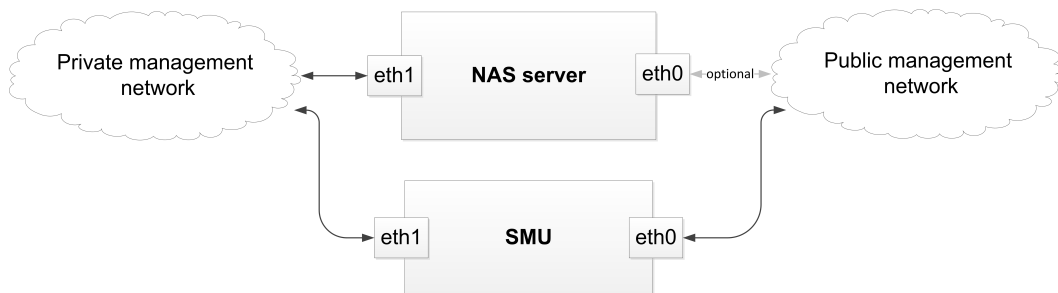 Private management
network
eth1
NAS server
eth0
optional
Public management
network
eth1
SMU
eth0